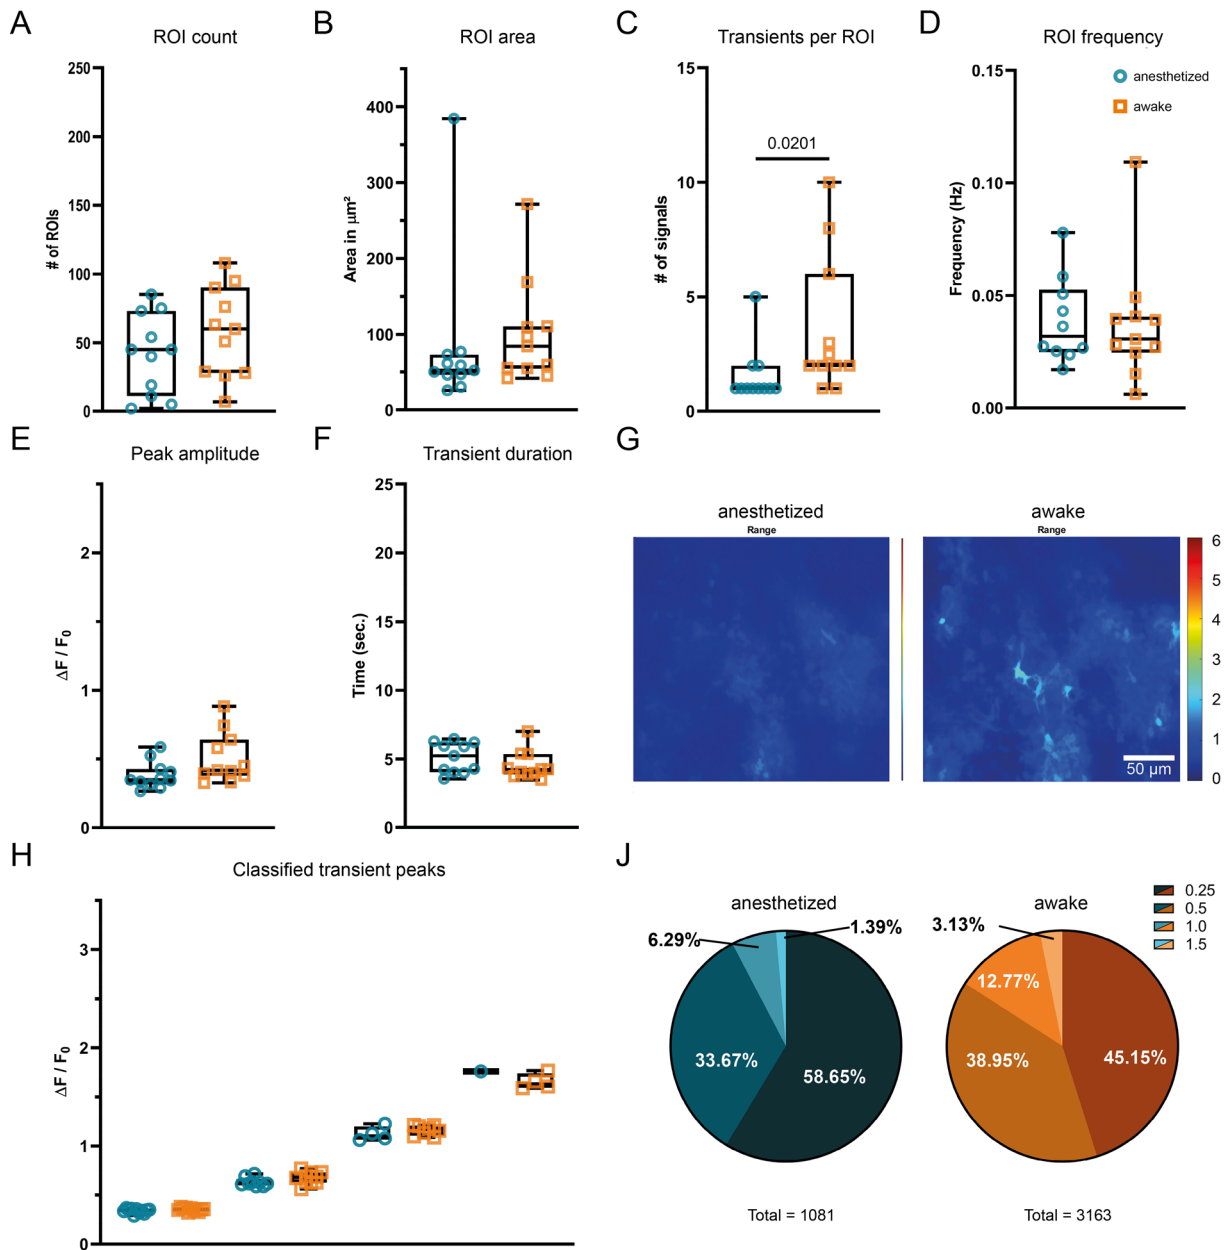 A
ROI count
250
200
150
100
50
0
# of ROIs
B
ROI area
400
300
200
100
0
Area in μm²
C
Transients per ROI
15
10
5
0
# of signals
0.0201
D
ROI frequency
0.15
0.10
0.05
0.00
Frequency (Hz)
anesthetized
awake
E
Peak amplitude
2
1
0
ΔF / F₀
F
Transient duration
25
20
15
10
5
0
Time (sec.)
G
anesthetized
Range
awake
Range
50 μm
6
5
4
3
2
1
0
H
Classified transient peaks
3
2
1
0
ΔF / F₀
J
anesthetized
6.29%
1.39%
33.67%
58.65%
Total = 1081
awake
3.13%
12.77%
38.95%
45.15%
Total = 3163
0.25
0.5
1.0
1.5